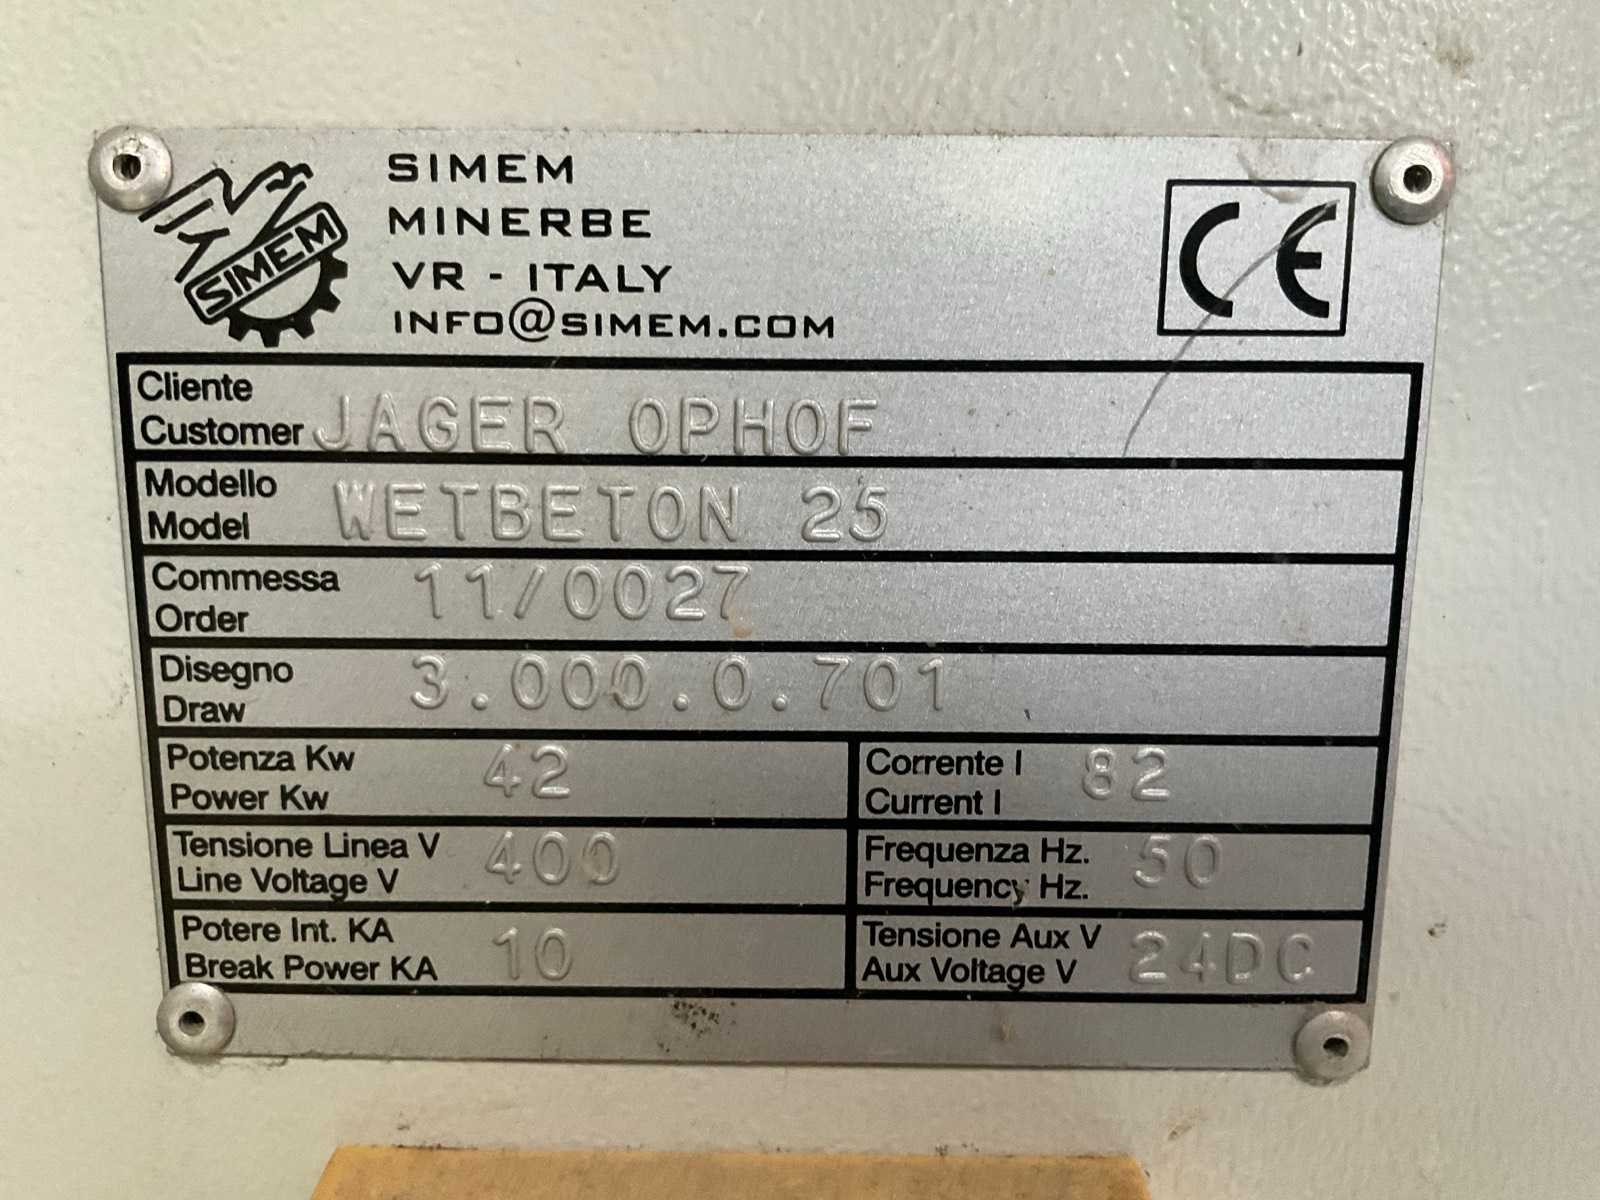 SIMEM
SIMEM
MINERBE
VR - ITALY
INFO@SIMEM.COM
CE
Cliente
Customer JAGER OPHOF
Modello
Model WETBETON 25
Commessa
Order 11/0027
Disegno
Draw 3.000.0.701
Potenza Kw
Power Kw 42
Corrente I
Current I 82
Tensione Linea V
Line Voltage V 400
Frequenza Hz.
Frequency Hz. 50
Potere Int. KA
Break Power KA 10
Tensione Aux V
Aux Voltage V 24DC